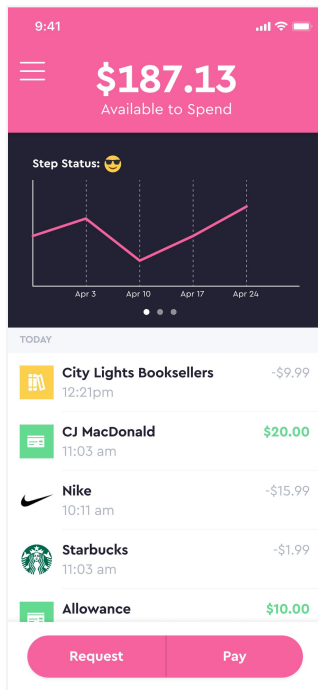 9:41
$187.13
Available to Spend
Step Status: 😎
Apr 3 Apr 10 Apr 17 Apr 24
TODAY
City Lights Booksellers -$9.99
12:21pm
CJ MacDonald $20.00
11:03 am
Nike -$15.99
10:11 am
Starbucks -$1.99
11:03 am
Allowance $10.00
Request Pay